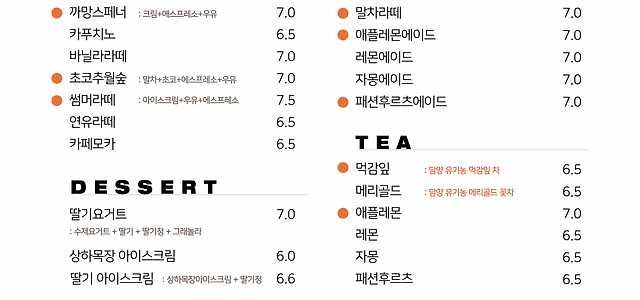 까망스페너 : 크림+에스프레소+우유 7.0
카푸치노 6.5
바닐라라떼 7.0
초코추월숲 : 말차+초코+에스프레소+우유 7.0
썸머라떼 : 아이스크림+우유+에스프레소 7.5
연유라떼 6.5
카페모카 6.5
DESSERT
딸기요거트 7.0
: 수제요거트 + 딸기 + 딸기청 + 그래놀라
상하목장 아이스크림 6.0
딸기 아이스크림 : 상하목장아이스크림 + 딸기청 6.6
말차라떼 7.0
애플레몬에이드 7.0
레몬에이드 7.0
자몽에이드 7.0
패션후르츠에이드 7.0
TEA
먹감잎 : 담양 유기농 먹감잎 차 6.5
메리골드 : 담양 유기농 메리골드 꽃차 6.5
애플레몬 7.0
레몬 6.5
자몽 6.5
패션후르츠 6.5